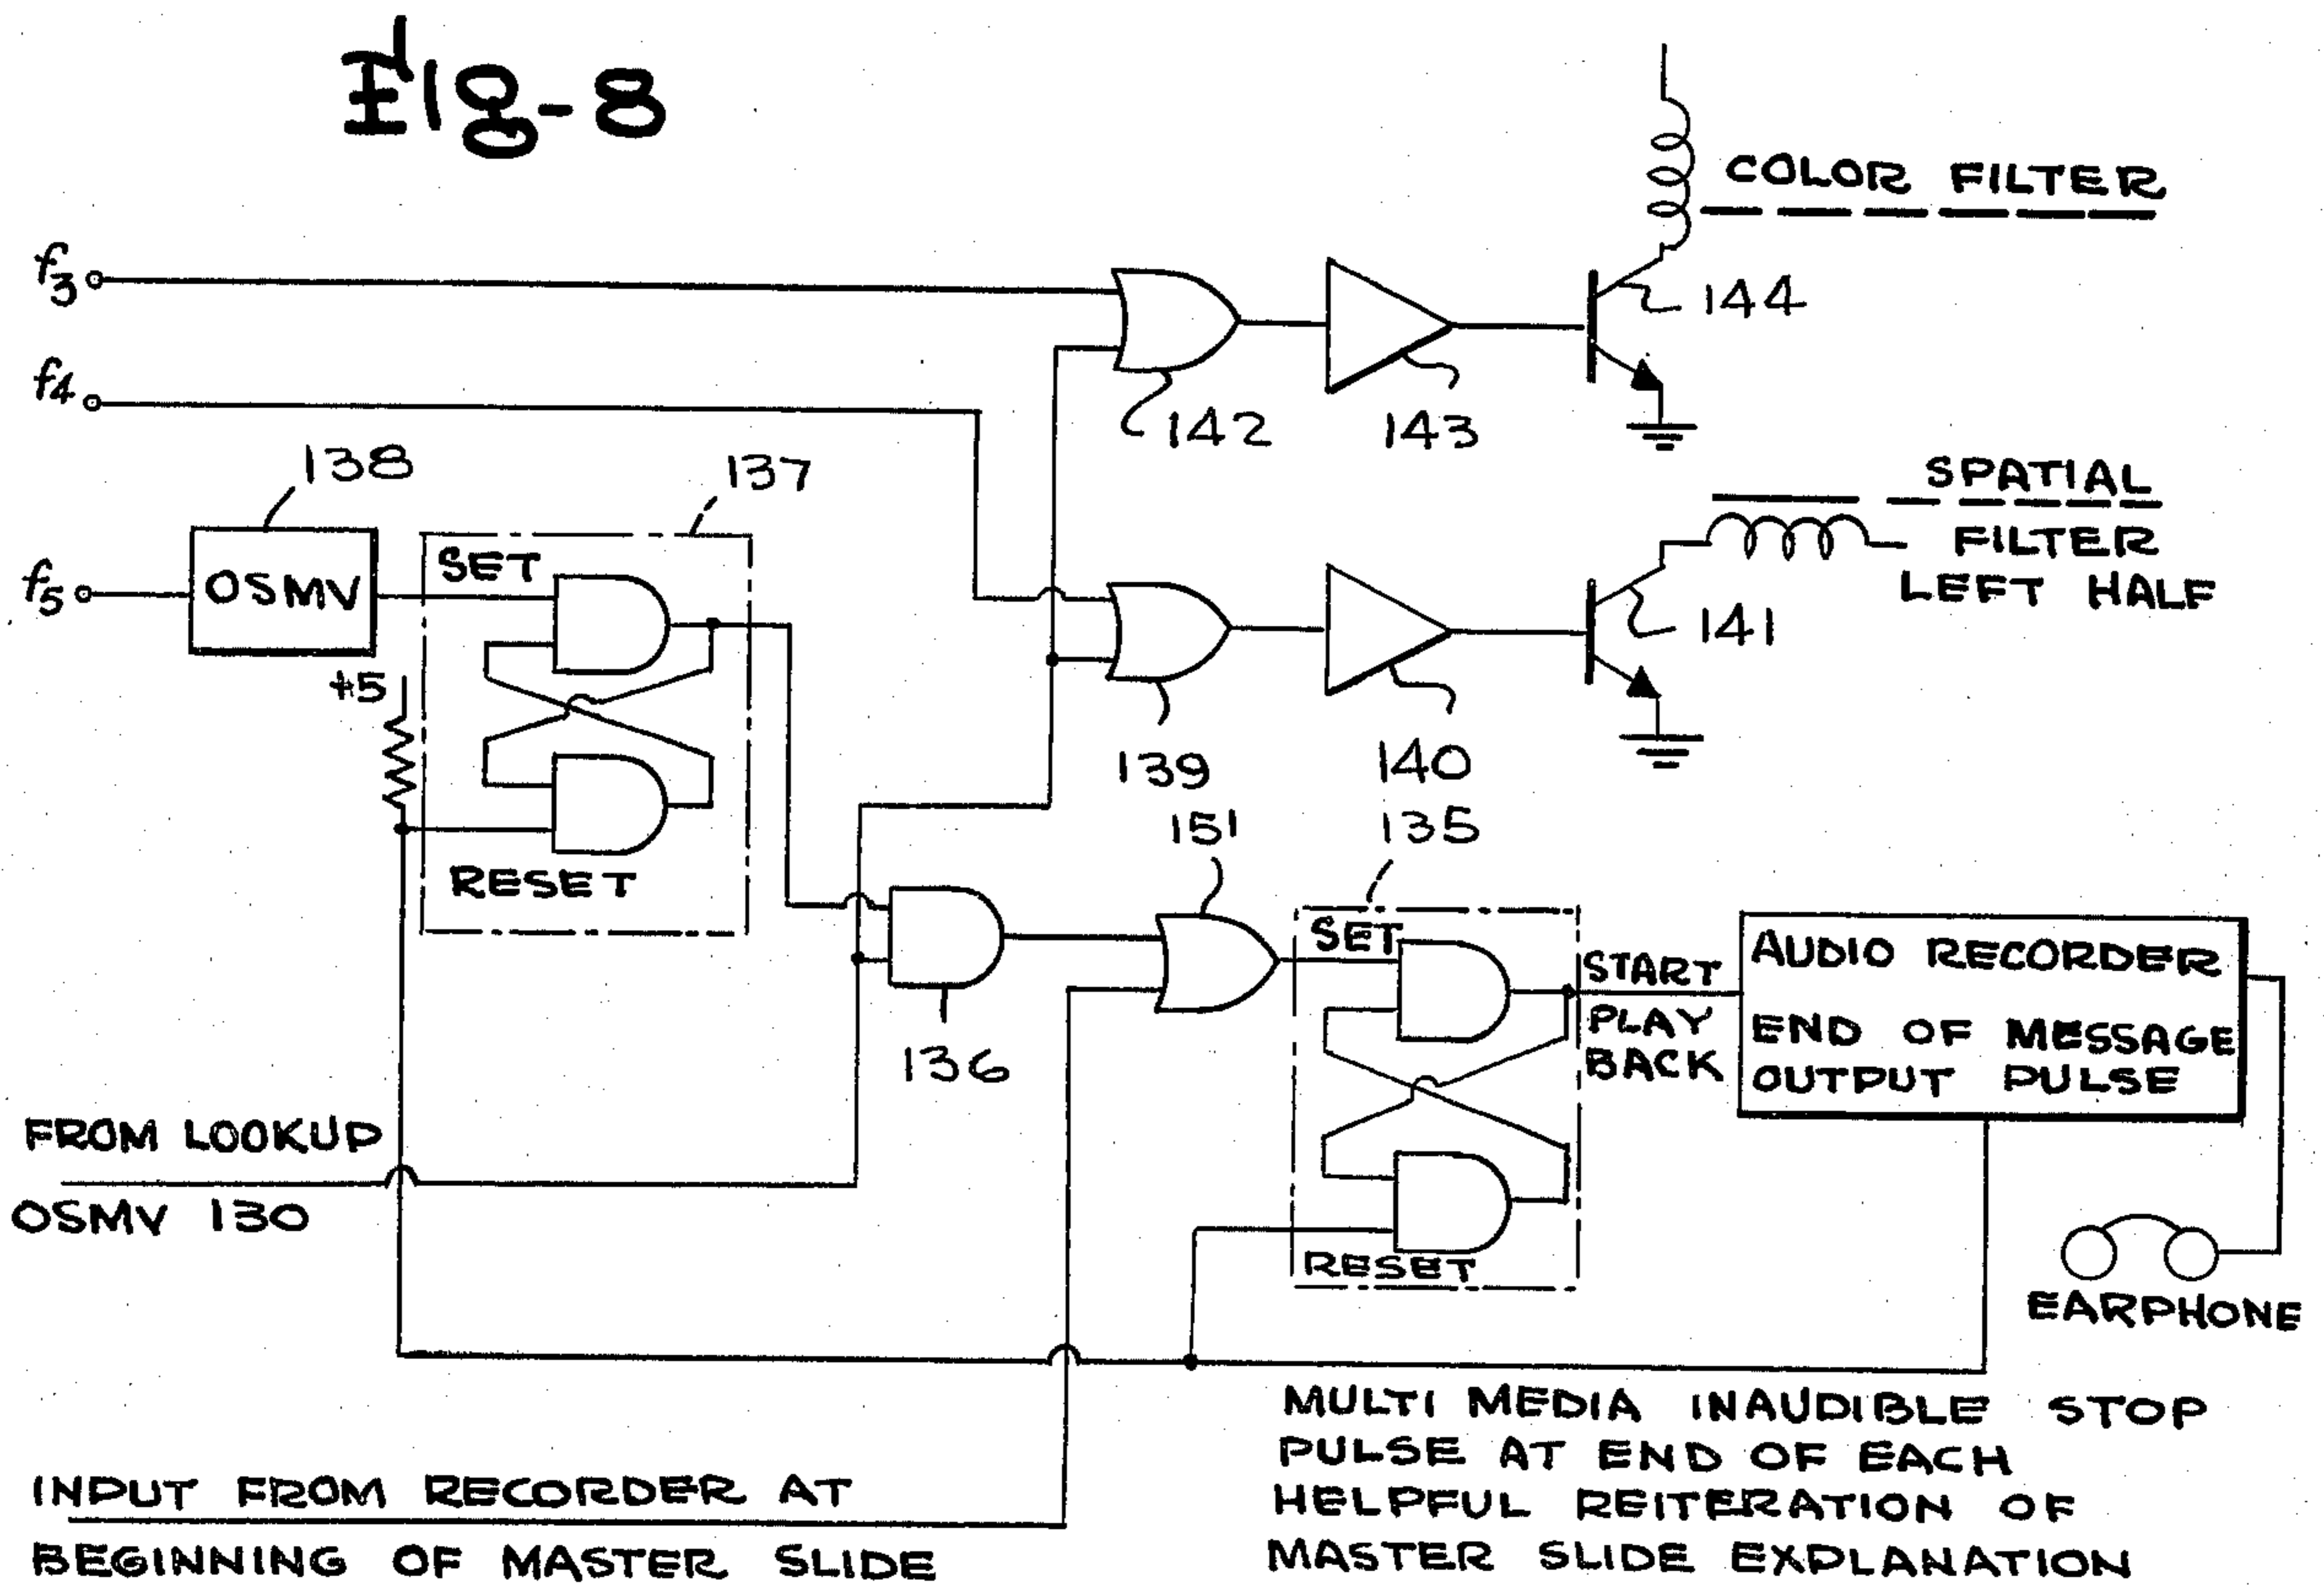 Fig-8
COLOR FILTER
f3
144
f4
142
143
138
137
SPATIAL
FILTER
LEFT HALF
f5
OSMV
SET
141
+5
139
140
RESET
151
135
136
SET
START
PLAY
BACK
AUDIO RECORDER
END OF MESSAGE
OUTPUT PULSE
FROM LOOKUP
OSMV 130
RESET
EARPHONE
MULTI MEDIA INAUDIBLE STOP
PULSE AT END OF EACH
HELPFUL REITERATION OF
MASTER SLIDE EXPLANATION
INPUT FROM RECORDER AT
BEGINNING OF MASTER SLIDE